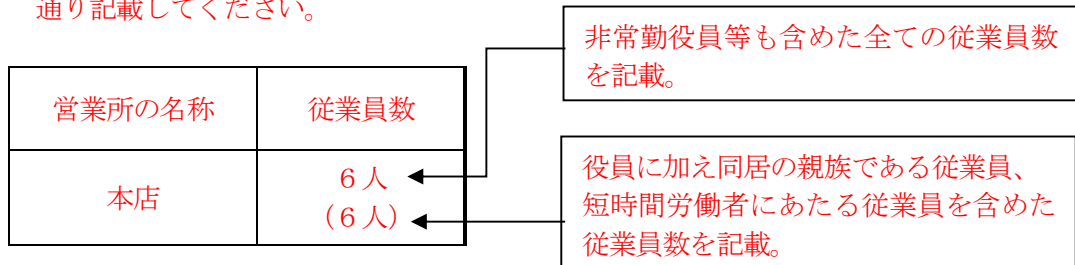 通り記載してください。
非常勤役員等も含めた全ての従業員数
を記載。
営業所の名称 従業員数
本店
6人
(6人)
役員に加え同居の親族である従業員、
短時間労働者にあたる従業員を含めた
従業員数を記載。